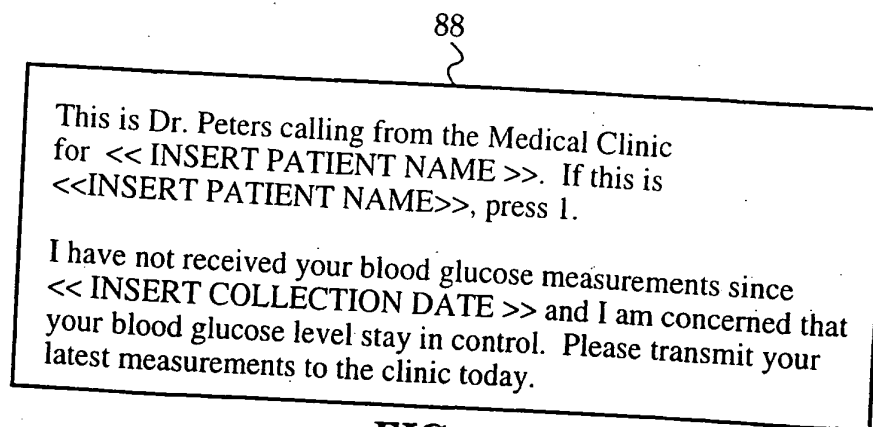 88
This is Dr. Peters calling from the Medical Clinic
for << INSERT PATIENT NAME >>. If this is
<<INSERT PATIENT NAME>>, press 1.
I have not received your blood glucose measurements since
<< INSERT COLLECTION DATE >> and I am concerned that
your blood glucose level stay in control. Please transmit your
latest measurements to the clinic today.